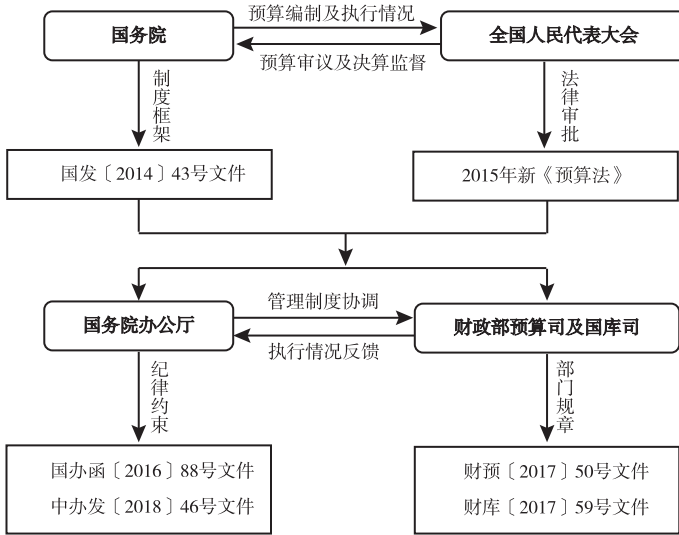 国务院
预算编制及执行情况
预算审议及决算监督
全国人民代表大会
制度框架
法律审批
国发〔2014〕43号文件
2015年新《预算法》
国务院办公厅
管理制度协调
执行情况反馈
财政部预算司及国库司
纪律约束
部门规章
国办函〔2016〕88号文件
中办发〔2018〕46号文件
财预〔2017〕50号文件
财库〔2017〕59号文件